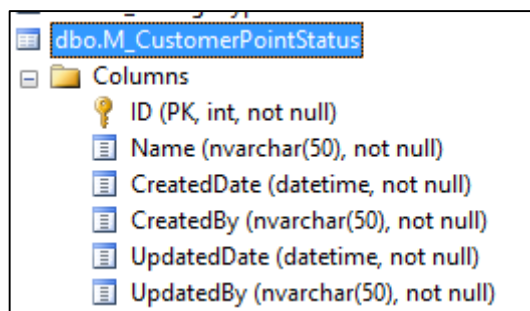 dbo.M_CustomerPointStatus
Columns
ID (PK, int, not null)
Name (nvarchar(50), not null)
CreatedDate (datetime, not null)
CreatedBy (nvarchar(50), not null)
UpdatedDate (datetime, not null)
UpdatedBy (nvarchar(50), not null)